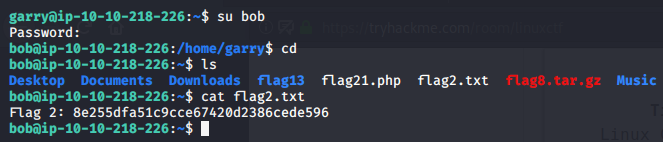 garry@ip-10-10-218-226:~$ su bob
Password:
bob@ip-10-10-218-226:/home/garry$ cd
bob@ip-10-10-218-226:~$ ls
Desktop Documents Downloads flag13 flag21.php flag2.txt flag8.tar.gz Music
bob@ip-10-10-218-226:~$ cat flag2.txt
Flag 2: 8e255dfa51c9cce67420d2386cede596
bob@ip-10-10-218-226:~$